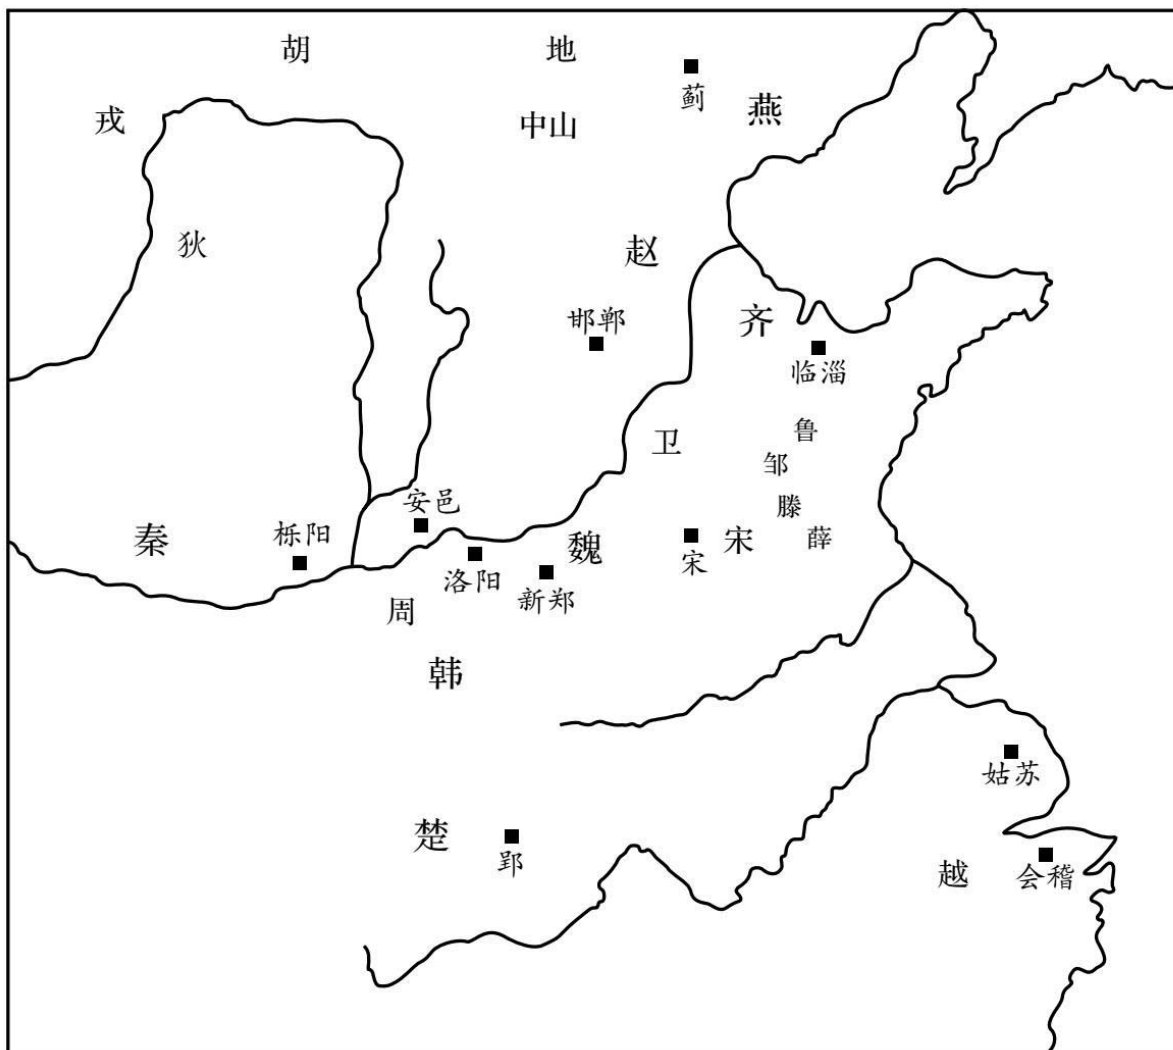 胡 地
蓟
燕
戎
中山
狄
赵
邯郸
齐
临淄
鲁
卫
邹
滕
薛
安邑
秦
栎阳
洛阳
魏
新郑
宋
宋
周
韩
姑苏
楚
郢
越
会稽